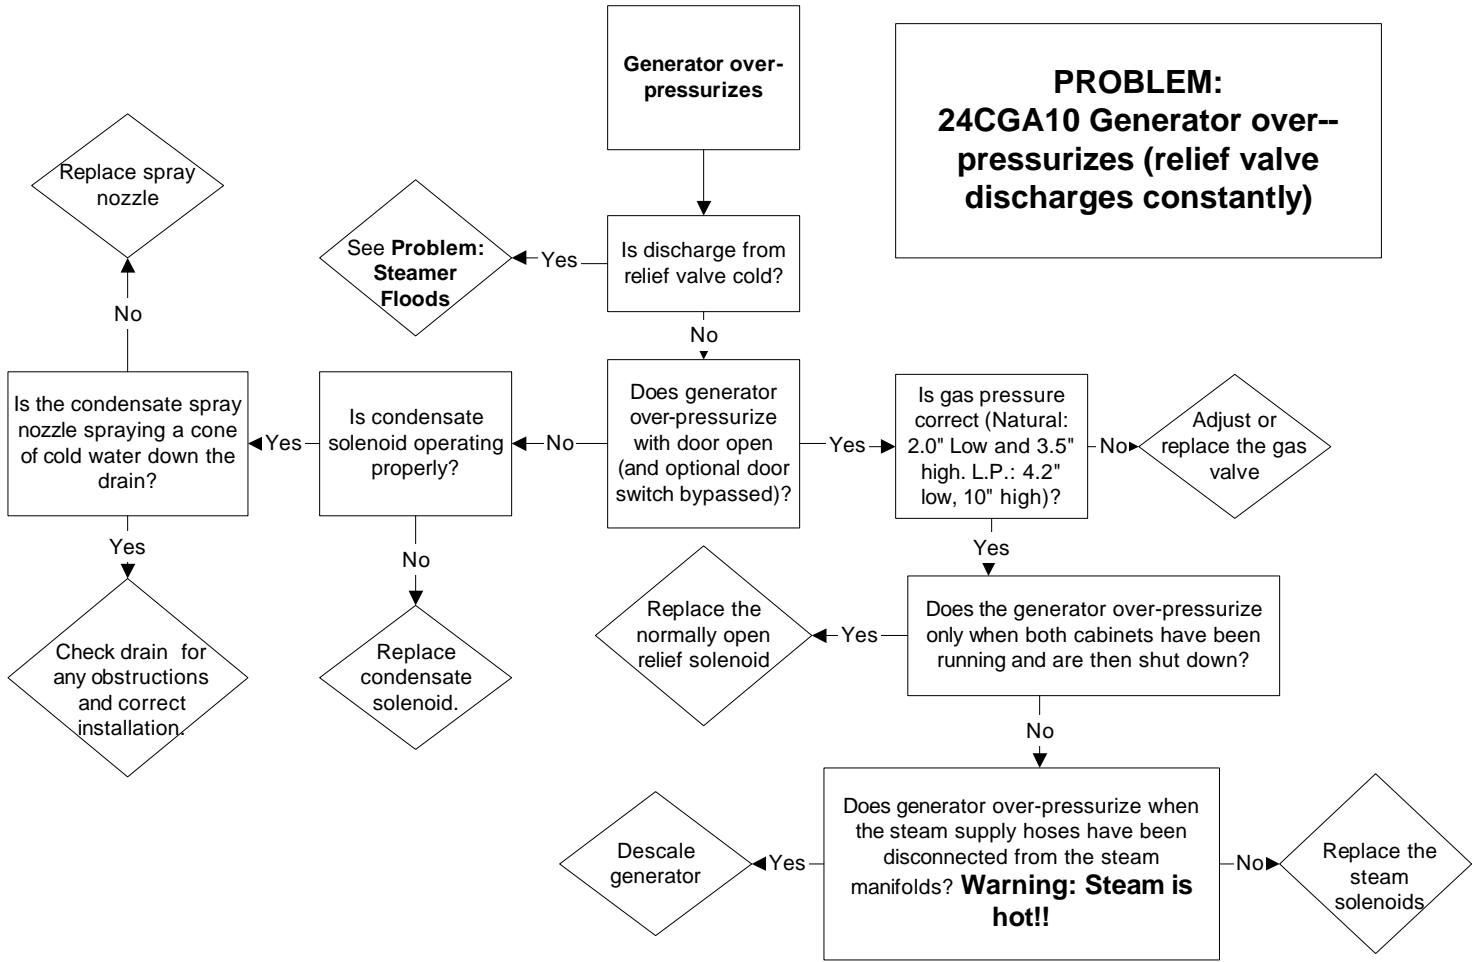 Generator over-
pressurizes
PROBLEM:
24CGA10 Generator over--
pressurizes (relief valve
discharges constantly)
Replace spray
nozzle
See Problem:
Steamer
Floods
Yes
Is discharge from
relief valve cold?
No
No
Is the condensate spray
nozzle spraying a cone
of cold water down the
drain?
Yes
Is condensate
solenoid operating
properly?
No
Does generator
over-pressurize
with door open
(and optional door
switch bypassed)?
Yes
Is gas pressure
correct (Natural:
2.0" Low and 3.5"
high. L.P.: 4.2"
low, 10" high)?
No
Adjust or
replace the gas
valve
Yes
No
Yes
Check drain for
any obstructions
and correct
installation.
Replace
condensate
solenoid.
Replace the
normally open
relief solenoid
Yes
Does the generator over-pressurize
only when both cabinets have been
running and are then shut down?
No
Descale
generator
Yes
Does generator over-pressurize when
the steam supply hoses have been
disconnected from the steam
manifolds? Warning: Steam is
hot!!
No
Replace the
steam
solenoids